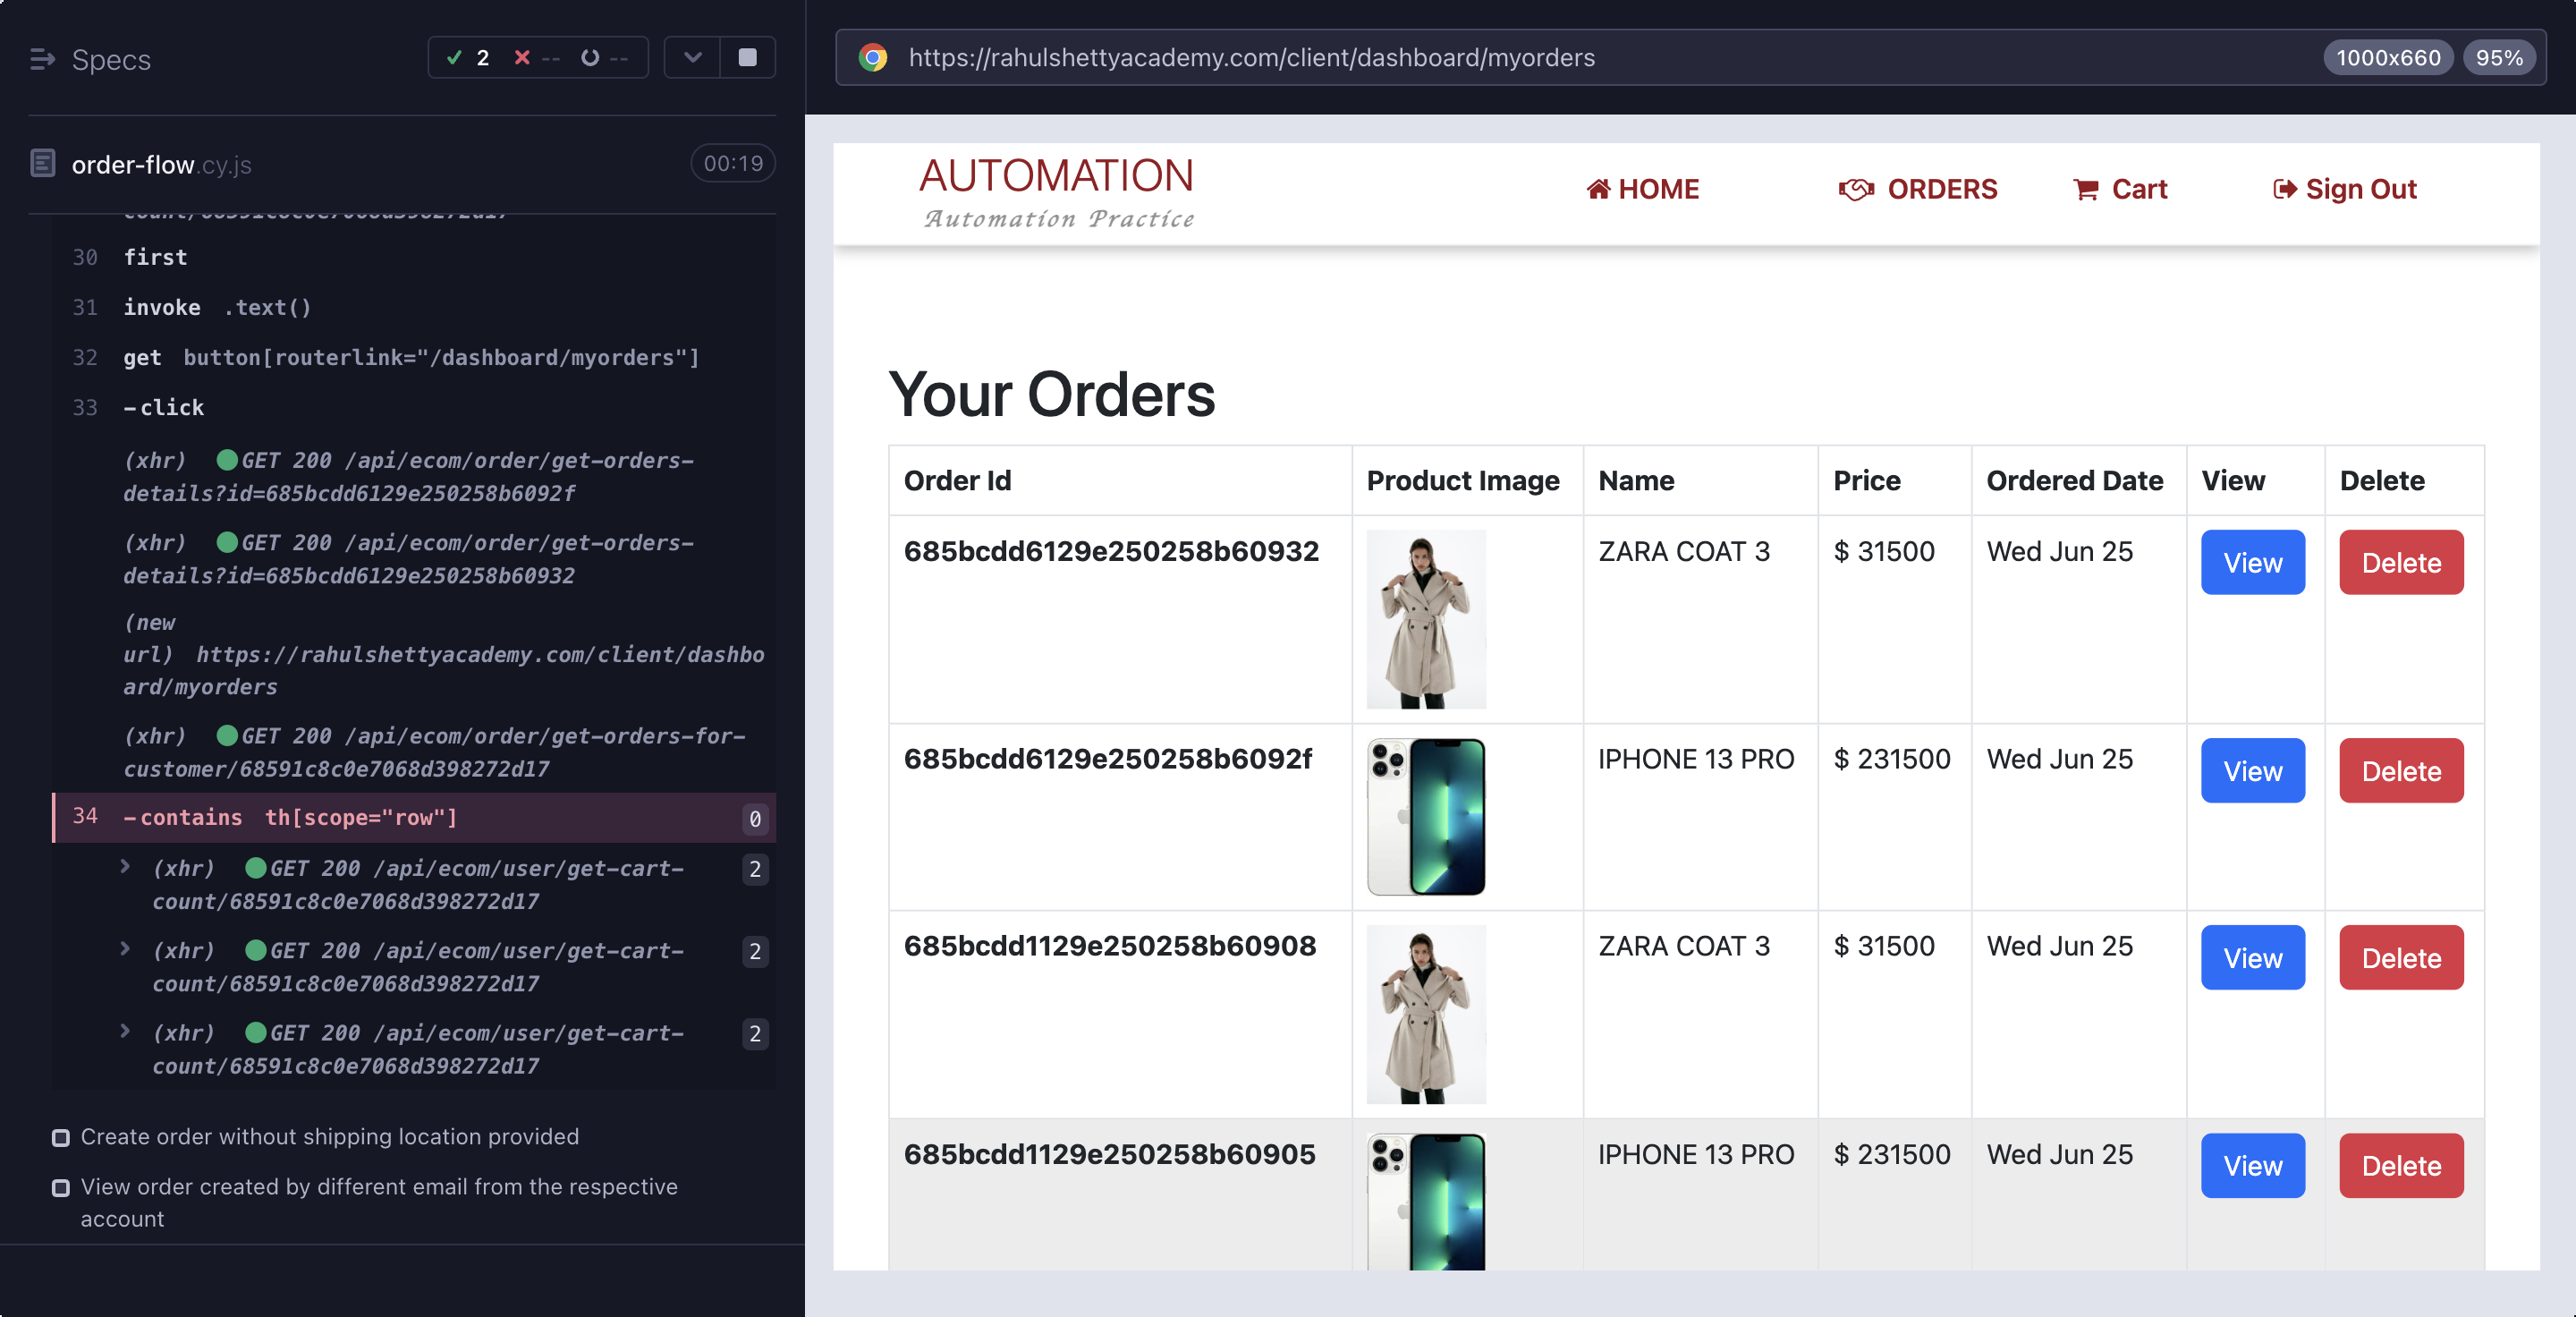 Specs
2
--
--
order-flow.cy.js
00:19
count/68591c8c0e7068d398272d17
30 first
31 invoke .text()
32 get button[routerlink="/dashboard/myorders"]
33 -click
(xhr) GET 200 /api/ecom/order/get-orders-
details?id=685bcdd6129e250258b6092f
(xhr) GET 200 /api/ecom/order/get-orders-
details?id=685bcdd6129e250258b60932
(new
url) https://rahulshettyacademy.com/client/dashbo
ard/myorders
(xhr) GET 200 /api/ecom/order/get-orders-for-
customer/68591c8c0e7068d398272d17
34 -contains th[scope="row"] 0
(xhr) GET 200 /api/ecom/user/get-cart- 2
count/68591c8c0e7068d398272d17
(xhr) GET 200 /api/ecom/user/get-cart- 2
count/68591c8c0e7068d398272d17
(xhr) GET 200 /api/ecom/user/get-cart- 2
count/68591c8c0e7068d398272d17
Create order without shipping location provided
View order created by different email from the respective
account
https://rahulshettyacademy.com/client/dashboard/myorders
1000x660
95%
AUTOMATION
Automation Practice
HOME
ORDERS
Cart
Sign Out
Your Orders
Order Id Product Image Name Price Ordered Date View Delete
685bcdd6129e250258b60932 ZARA COAT 3 $ 31500 Wed Jun 25 View Delete
685bcdd6129e250258b6092f IPHONE 13 PRO $ 231500 Wed Jun 25 View Delete
685bcdd1129e250258b60908 ZARA COAT 3 $ 31500 Wed Jun 25 View Delete
685bcdd1129e250258b60905 IPHONE 13 PRO $ 231500 Wed Jun 25 View Delete